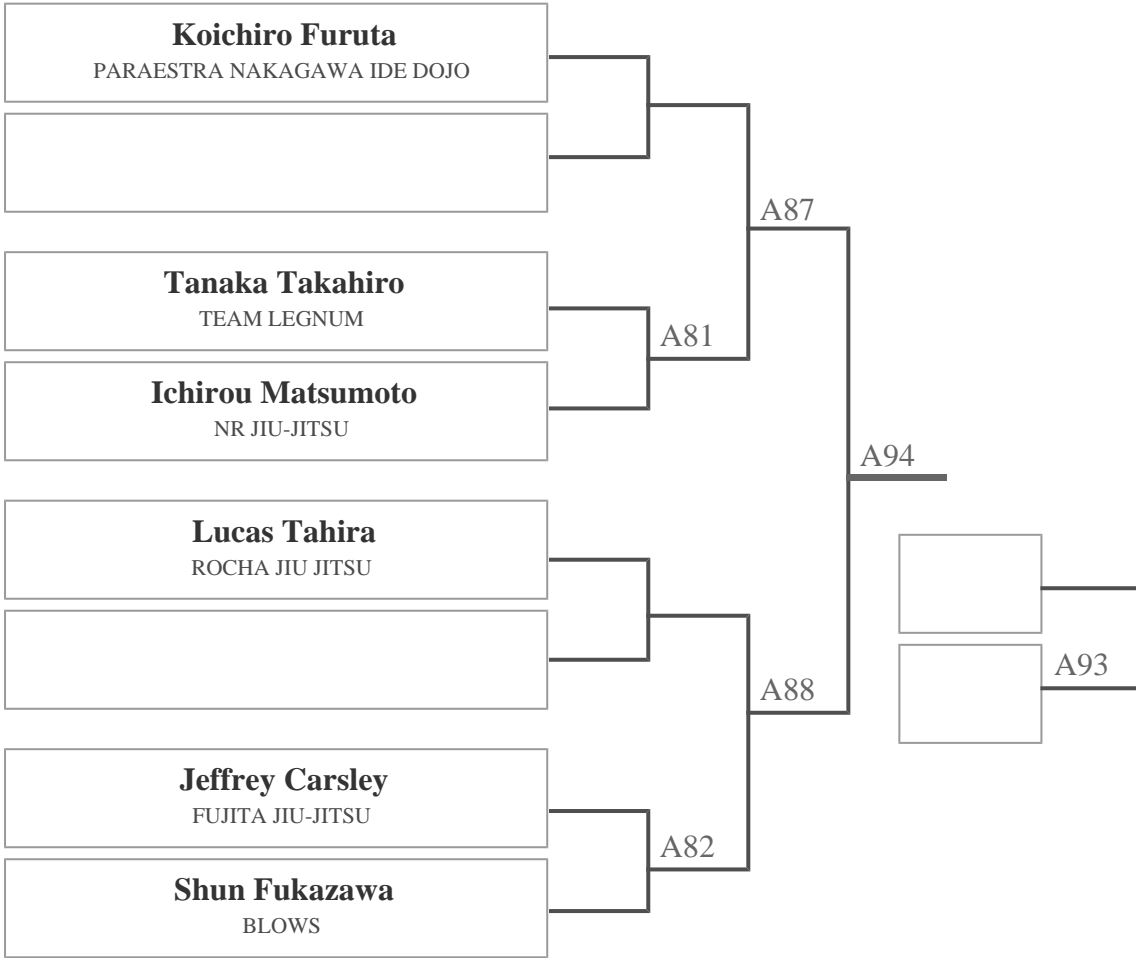 Koichiro Furuta
PARAESTRA NAKAGAWA IDE DOJO
A87
Tanaka Takahiro
TEAM LEGNUM
A81
Ichirou Matsumoto
NR JIU-JITSU
A94
Lucas Tahira
ROCHA JIU JITSU
A93
A88
Jeffrey Carsley
FUJITA JIU-JITSU
A82
Shun Fukazawa
BLOWS